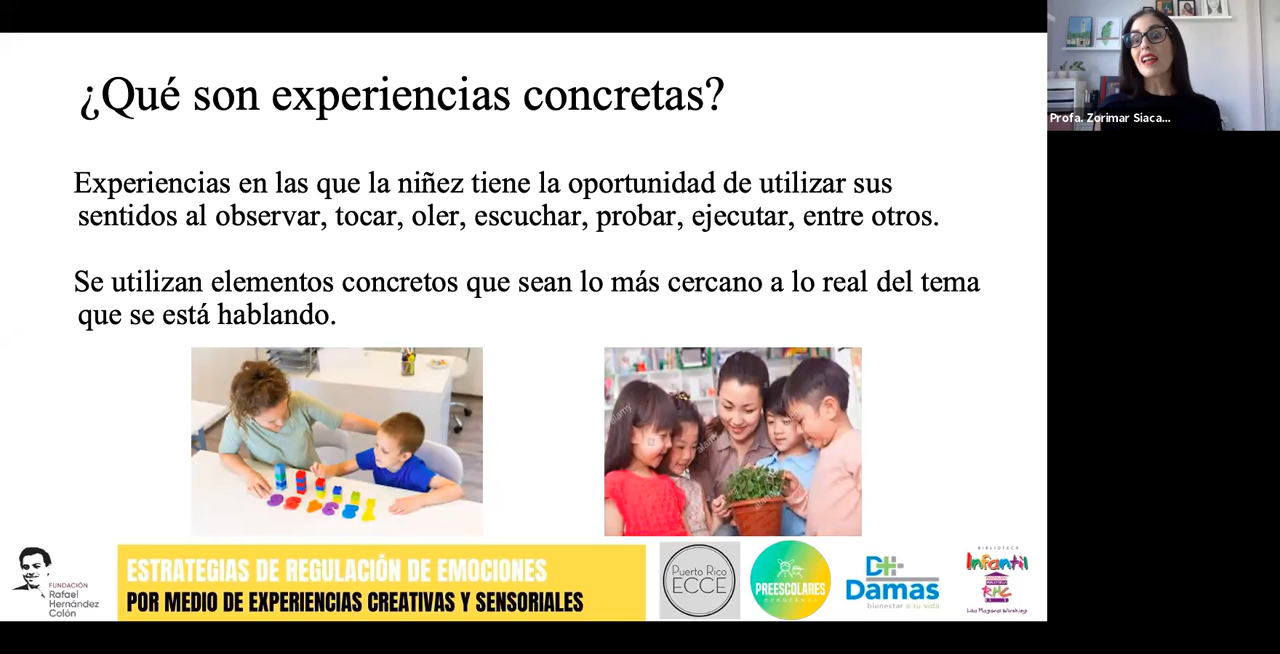 ¿Qué son experiencias concretas?
Profa. Zorimar Siaca...
Experiencias en las que la niñez tiene la oportunidad de utilizar sus
sentidos al observar, tocar, oler, escuchar, probar, ejecutar, entre otros.
Se utilizan elementos concretos que sean lo más cercano a lo real del tema
que se está hablando.
alamy
alamy
FUNDACIÓN
Rafael
Hernández
Colón
ESTRATEGIAS DE REGULACIÓN DE EMOCIONES
POR MEDIO DE EXPERIENCIAS CREATIVAS Y SENSORIALES
Puerto Rico
ECCE
PREESCOLARES
D+
Damas
bienestar a tu vida
BIBLIOTECA
Infantil
RHC